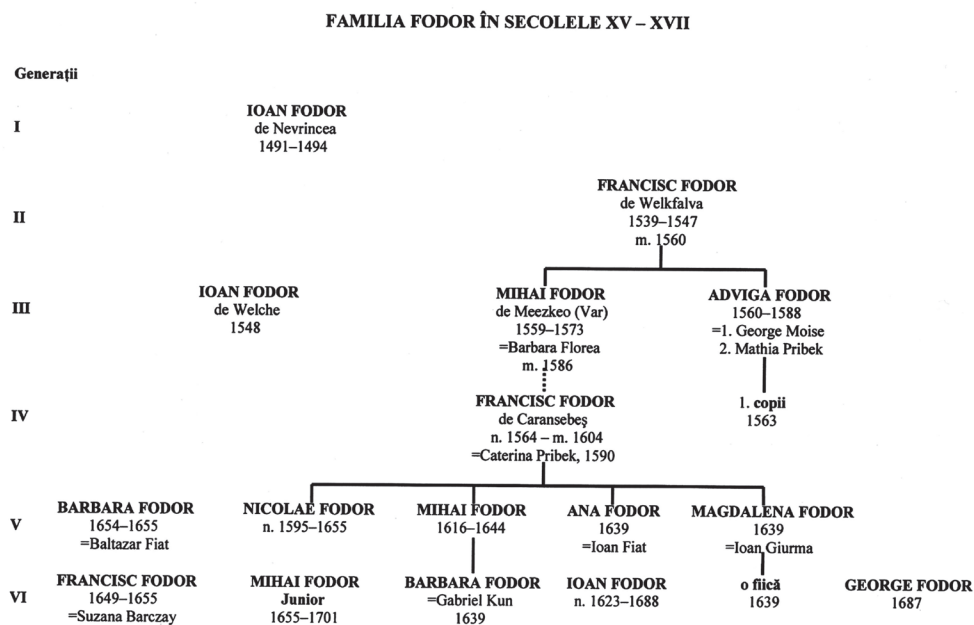 FAMILIA FODOR ÎN SECOLELE XV – XVII
Generații
I
IOAN FODOR
de Nevrincea
1491–1494
II
FRANCISC FODOR
de Welkfalva
1539–1547
m. 1560
III
IOAN FODOR
de Welche
1548
MIHAI FODOR
de Meezkeo (Var)
1559–1573
=Barbara Florea
m. 1586
ADVIGA FODOR
1560–1588
=1. George Moise
2. Mathia Pribek
IV
FRANCISC FODOR
de Caransebeş
n. 1564 – m. 1604
=Caterina Pribek, 1590
1. copii
1563
V
BARBARA FODOR
1654–1655
=Baltazar Fiat
NICOLAE FODOR
n. 1595–1655
MIHAI FODOR
1616–1644
ANA FODOR
1639
=Ioan Fiat
MAGDALENA FODOR
1639
=Ioan Giurma
VI
FRANCISC FODOR
1649–1655
=Suzana Barczay
MIHAI FODOR
Junior
1655–1701
BARBARA FODOR
=Gabriel Kun
1639
IOAN FODOR
n. 1623–1688
o fiică
1639
GEORGE FODOR
1687